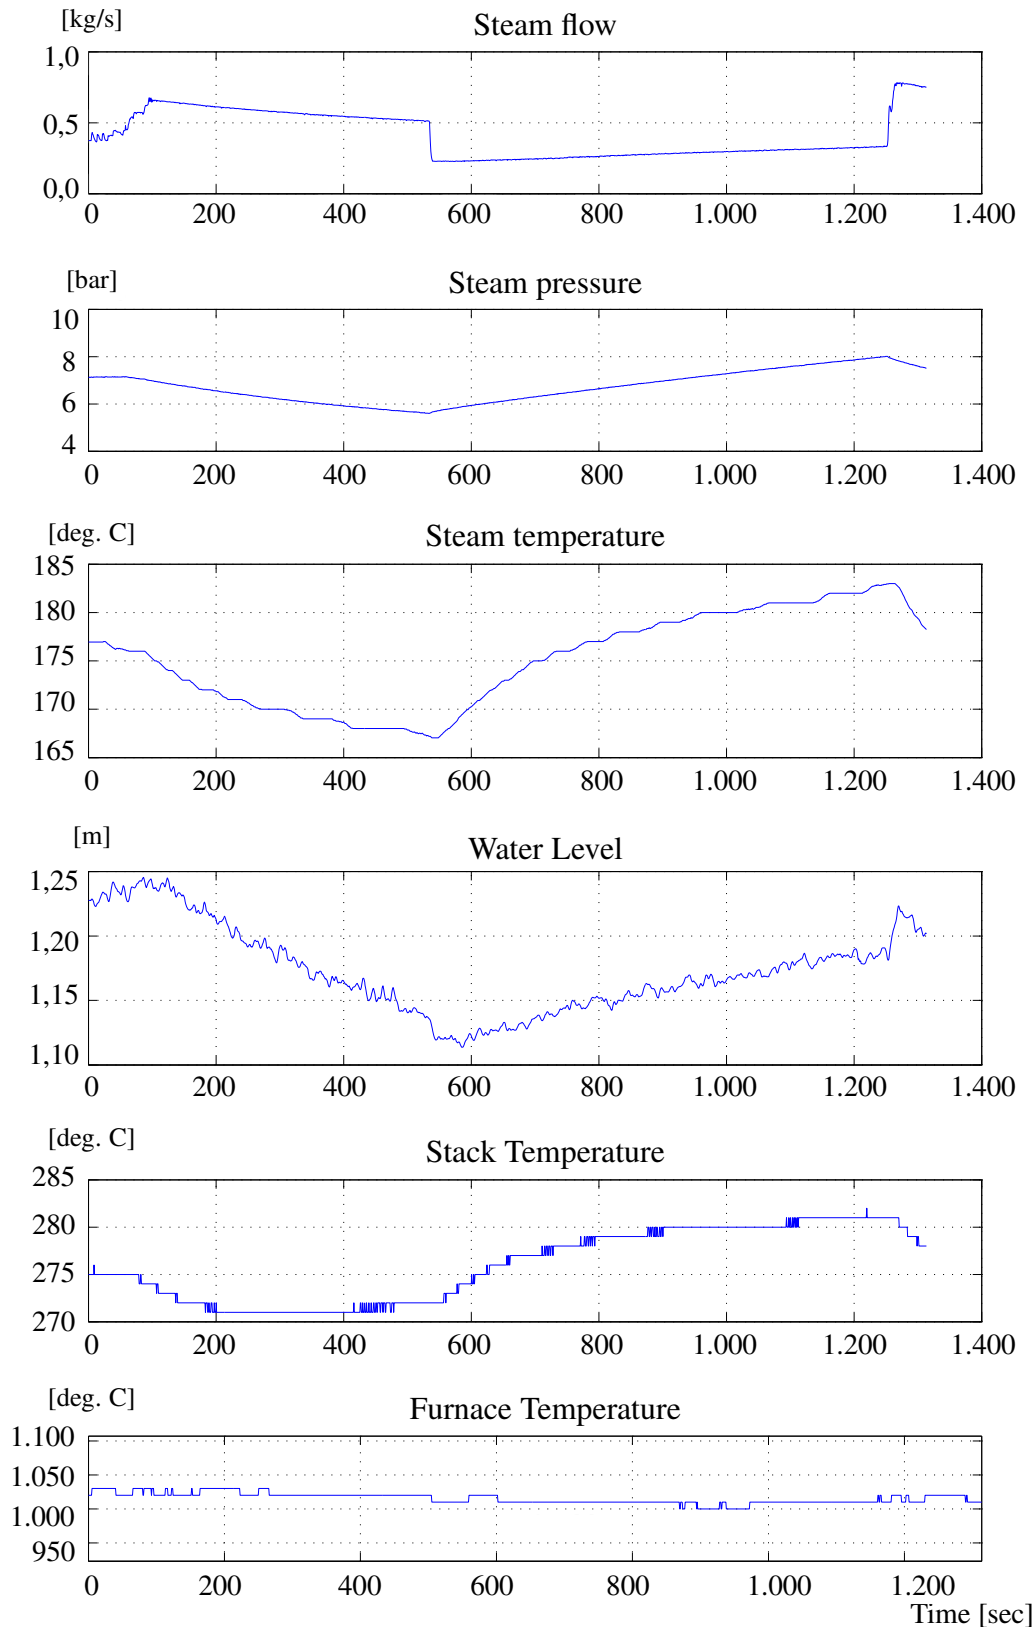 [kg/s]
Steam flow
1,0
0,5
0,0
0 200 400 600 800 1.000 1.200 1.400
[bar]
Steam pressure
10
8
6
4
0 200 400 600 800 1.000 1.200 1.400
[deg. C]
Steam temperature
185
180
175
170
165
0 200 400 600 800 1.000 1.200 1.400
[m]
Water Level
1,25
1,20
1,15
1,10
0 200 400 600 800 1.000 1.200 1.400
[deg. C]
Stack Temperature
285
280
275
270
0 200 400 600 800 1.000 1.200 1.400
[deg. C]
Furnace Temperature
1.100
1.050
1.000
950
0 200 400 600 800 1.000 1.200
Time [sec]